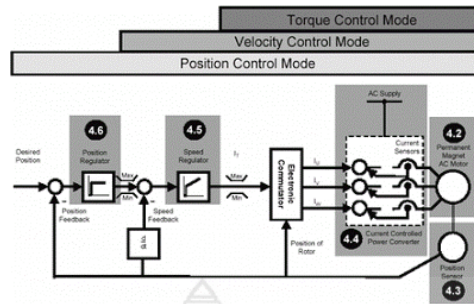 Torque Control Mode
Velocity Control Mode
Position Control Mode
AC Supply
4.6
4.5
4.2
Desired
Position
Position
Regulator
Speed
Regulator
Current
Sensors
Permanent
Magnet
AC Motor
Max
Min
Max
Min
Electronic
Commutator
Position
Feedback
Speed
Feedback
Position of
Rotor
4.4
Current Controlled
Power Converter
Position
Sensor
4.3